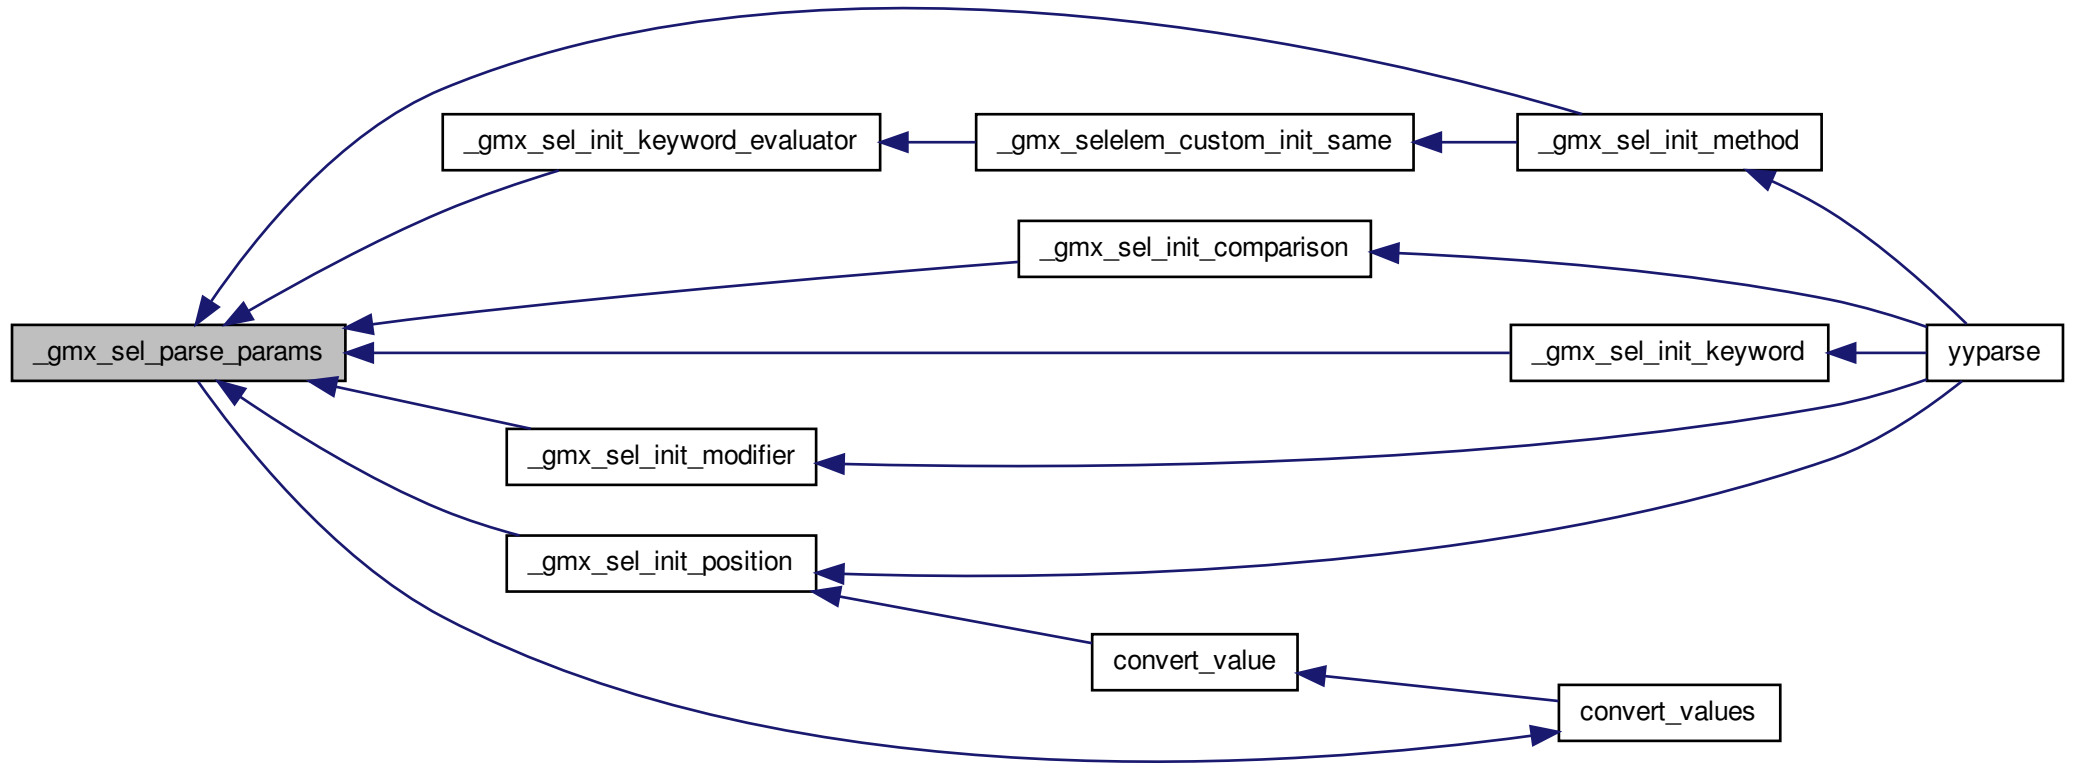 _gmx_sel_init_keyword_evaluator
_gmx_selelem_custom_init_same
_gmx_sel_init_method
_gmx_sel_init_comparison
_gmx_sel_parse_params
_gmx_sel_init_keyword
yyparse
_gmx_sel_init_modifier
_gmx_sel_init_position
convert_value
convert_values